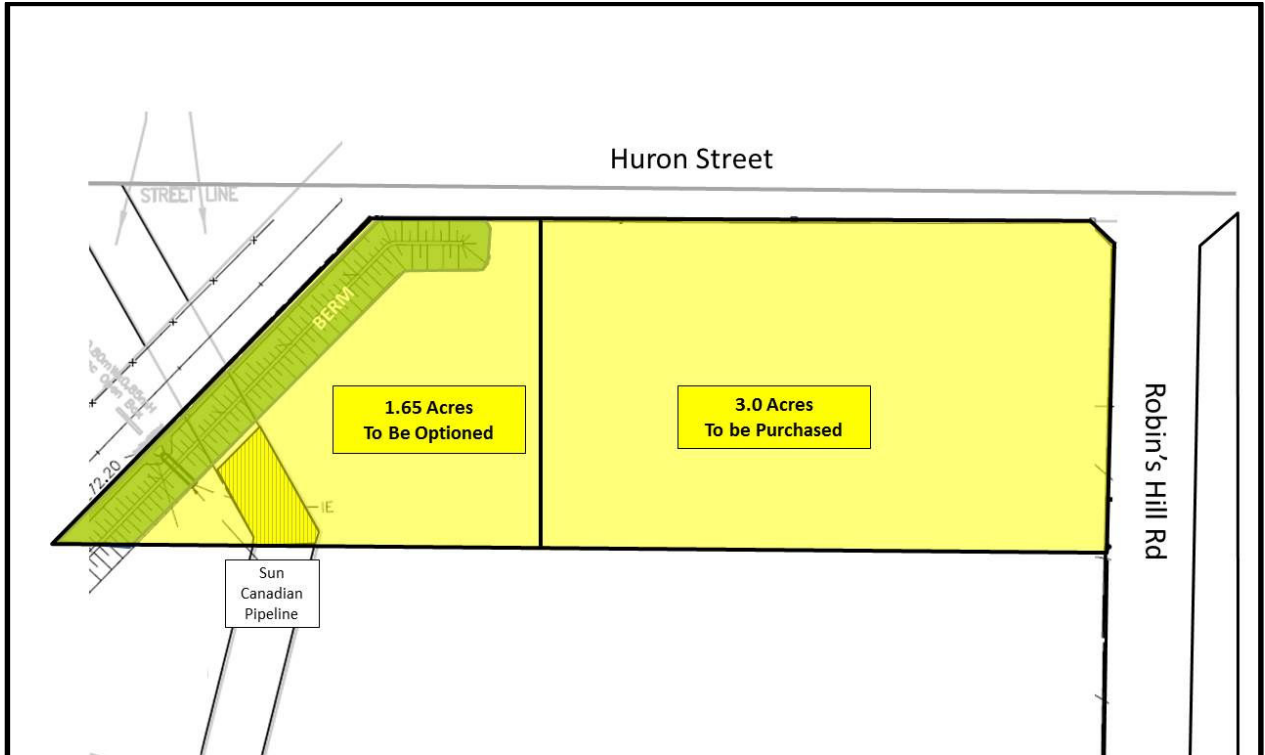 Huron Street
STREET LINE
BERM
1.65 Acres
To Be Optioned
3.0 Acres
To be Purchased
Robin's Hill Rd
72.20
IE
Sun
Canadian
Pipeline